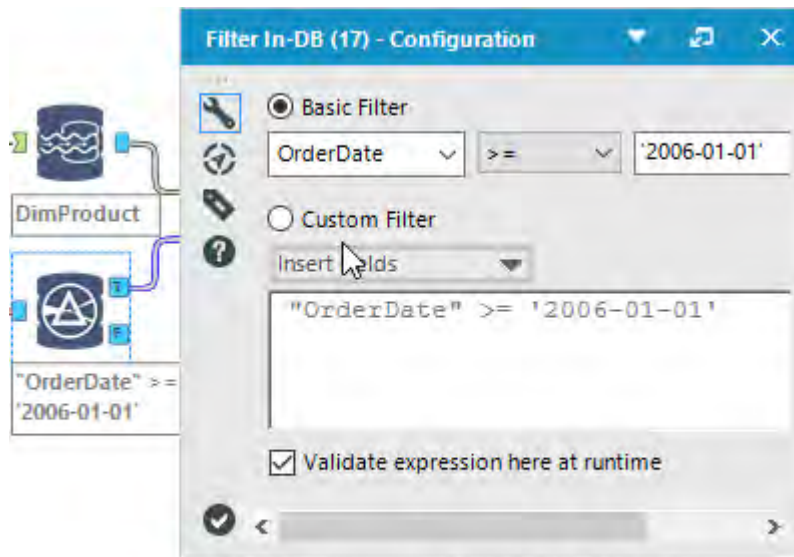 Filter In-DB (17) - Configuration
Basic Filter
OrderDate >= '2006-01-01'
DimProduct
Custom Filter
Insert Fields
"OrderDate" >= '2006-01-01'
T
F
"OrderDate" >=
'2006-01-01'
Validate expression here at runtime